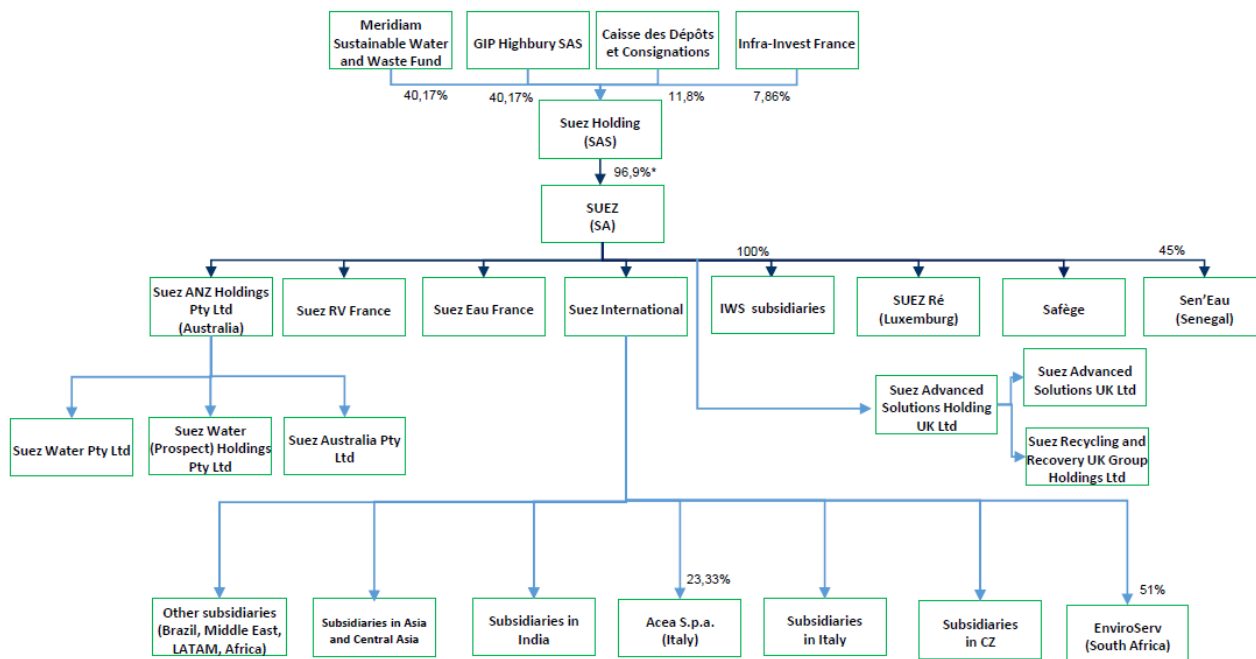 Meridiam
Sustainable Water
and Waste Fund
GIP Highbury SAS
Caisse des Dépôts
et Consignations
Infra-Invest France
40,17%
40,17%
11,8%
7,86%
Suez Holding
(SAS)
96,9%*
SUEZ
(SA)
100%
45%
Suez ANZ Holdings
Pty Ltd
(Australia)
Suez RV France
Suez Eau France
Suez International
IWS subsidiaries
SUEZ Ré
(Luxemburg)
Safège
Sen'Eau
(Senegal)
Suez Water Pty Ltd
Suez Water
(Prospect) Holdings
Pty Ltd
Suez Australia Pty
Ltd
Suez Advanced
Solutions Holding
UK Ltd
Suez Advanced
Solutions UK Ltd
Suez Recycling and
Recovery UK Group
Holdings Ltd
23,33%
51%
Other subsidiaries
(Brazil, Middle East,
LATAM, Africa)
Subsidiaries in Asia
and Central Asia
Subsidiaries in
India
Acea S.p.a.
(Italy)
Subsidiaries
in Italy
Subsidiaries
in CZ
EnviroServ
(South Africa)